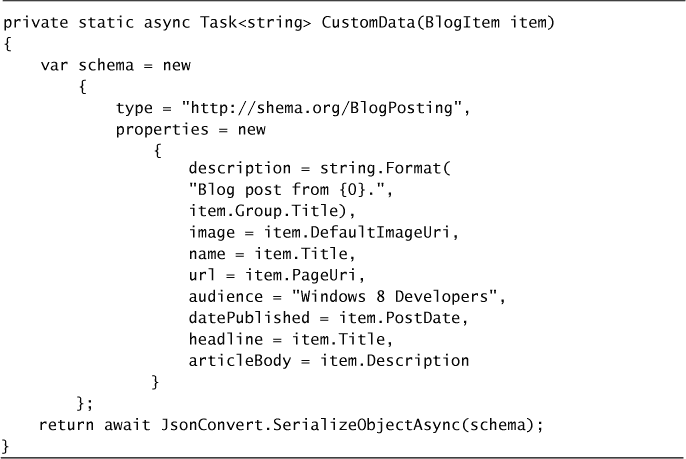 private static async Task<string> CustomData(BlogItem item)
{
    var schema = new
        {
            type = "http://shema.org/BlogPosting",
            properties = new
                {
                    description = string.Format(
                    "Blog post from {0}.",
                    item.Group.Title),
                    image = item.DefaultImageUri,
                    name = item.Title,
                    url = item.PageUri,
                    audience = "Windows 8 Developers",
                    datePublished = item.PostDate,
                    headline = item.Title,
                    articleBody = item.Description
                }
        };
    return await JsonConvert.SerializeObjectAsync(schema);
}